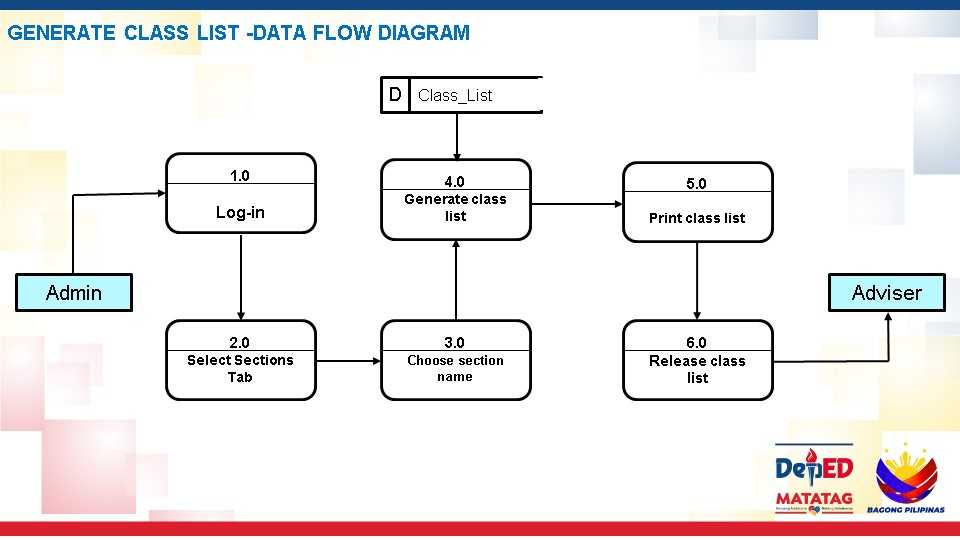 GENERATE CLASS LIST -DATA FLOW DIAGRAM
D Class_List
1.0
Log-in
4.0
Generate class
list
5.0
Print class list
Admin
Adviser
2.0
Select Sections
Tab
3.0
Choose section
name
6.0
Release class
list
DepED
MATATAG
BAGONG PILIPINAS